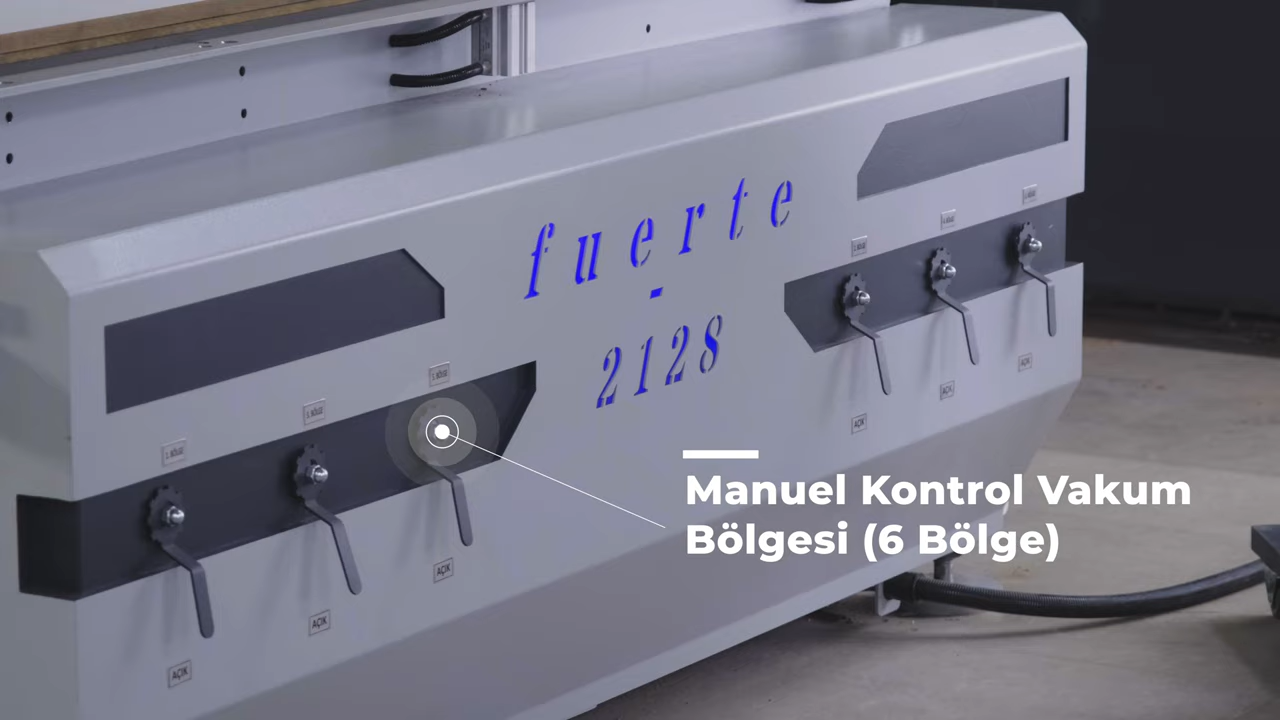 fuerte
-
2128
Manuel Kontrol Vakum
Bölgesi (6 Bölge)
AÇIK
AÇIK
AÇIK
AÇIK
AÇIK
AÇIK